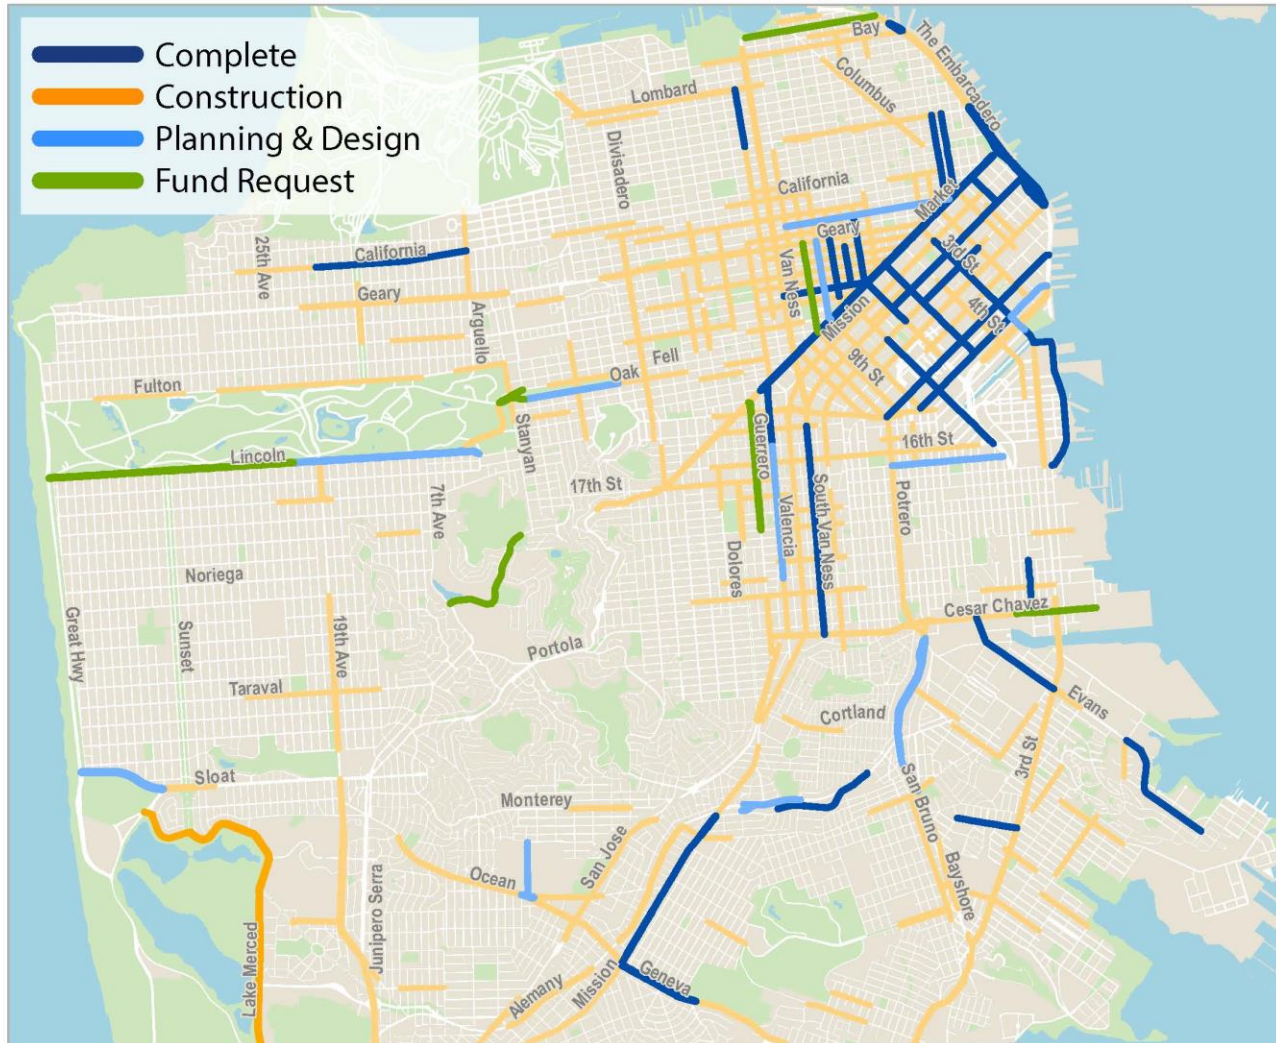 Complete
Construction
Planning & Design
Fund Request
Bay
The Embarcadero
Columbus
Lombard
Divisadero
California
Market
Geary
3rd St
25th Ave
California
Geary
Van Ness
Mission
4th St
Arguello
9th St
Fell
Oak
Fulton
Guerrero
16th St
Stanyan
Lincoln
17th St
7th Ave
Valencia
South Van Ness
Potrero
Dolores
Noriega
Cesar Chavez
Great Hwy
Sunset
19th Ave
Portola
Taraval
Evans
Cortland
3rd St
Sloat
San Bruno
Monterey
San Jose
Ocean
Bayshore
Junipero Serra
Lake Merced
Mission
Geneva
Alemany